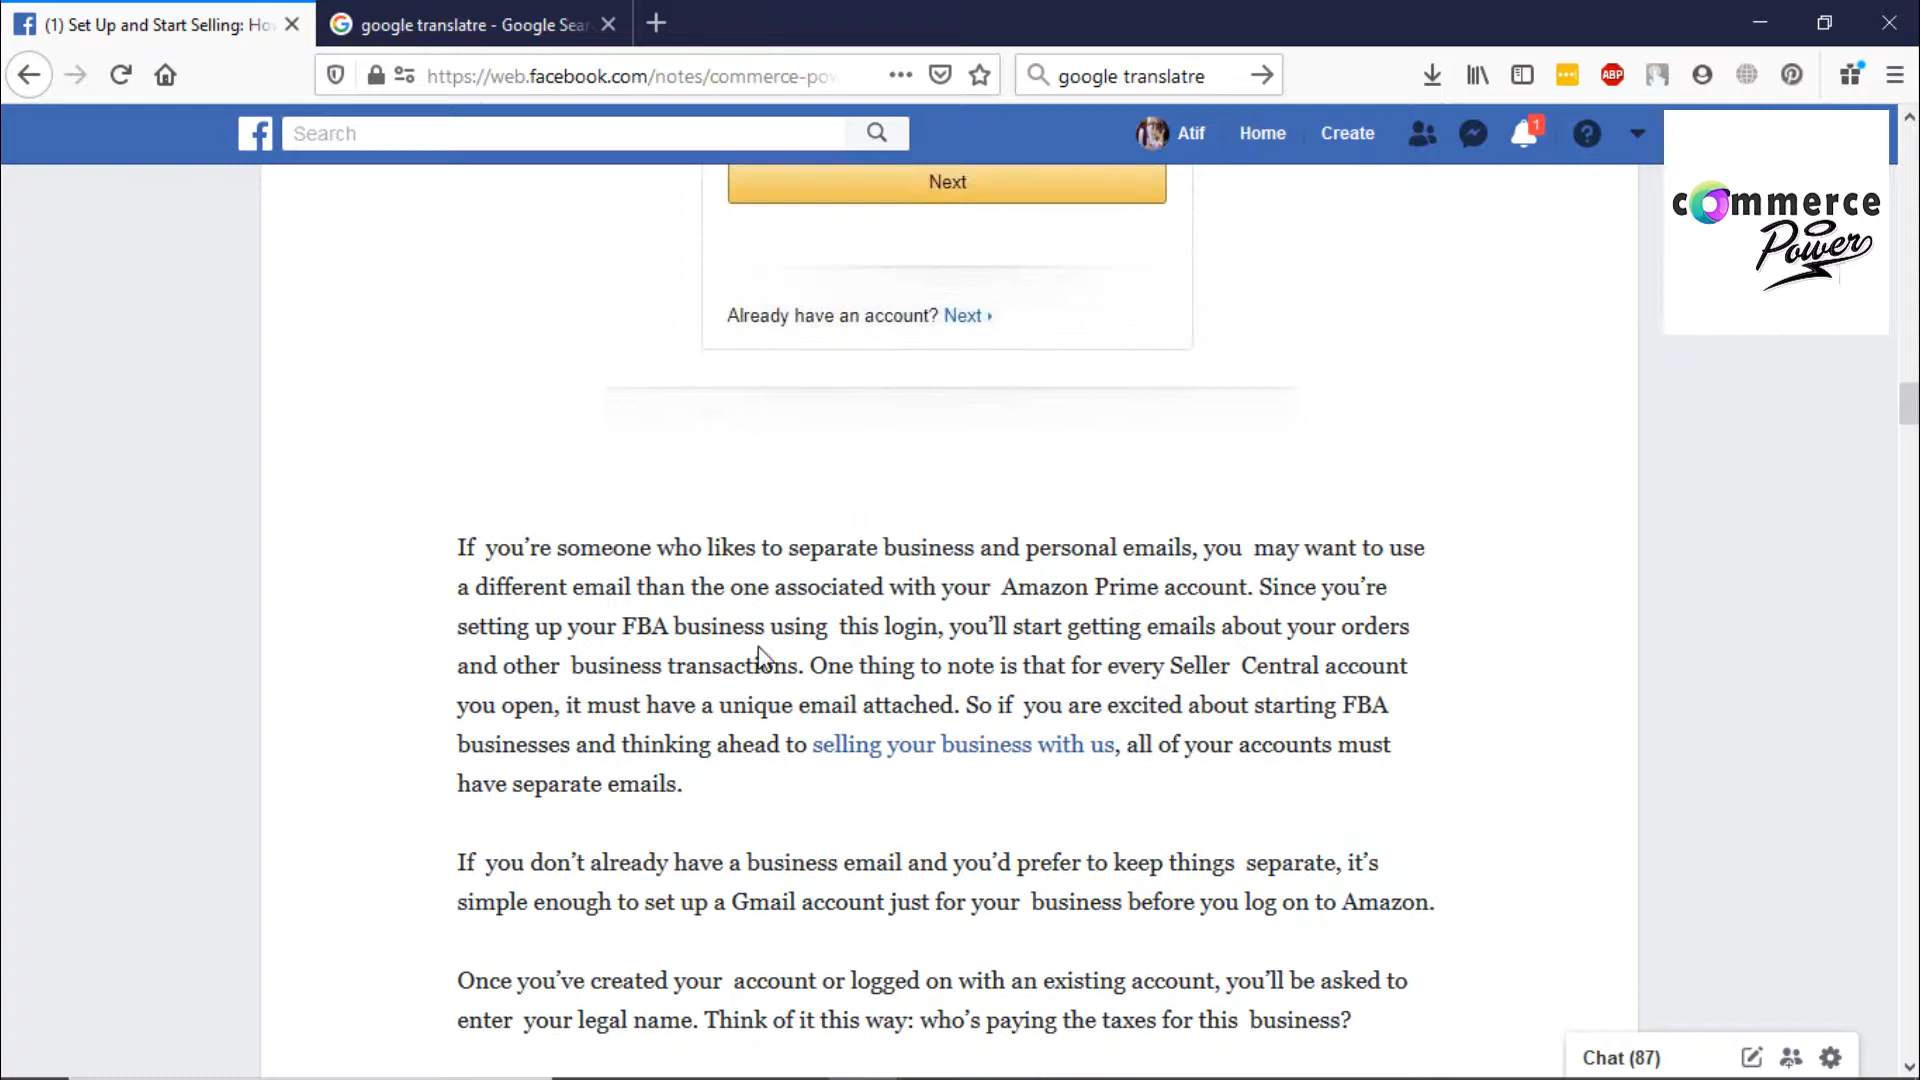 (1) Set Up and Start Selling: Ho
google translatre - Google Sear
https://web.facebook.com/notes/commerce-pow
google translatre
ABP
Search
Atif
Home
Create
1
commerce
Power
Next
Already have an account? Next
If you’re someone who likes to separate business and personal emails, you may want to use
a different email than the one associated with your Amazon Prime account. Since you’re
setting up your FBA business using this login, you’ll start getting emails about your orders
and other business transactions. One thing to note is that for every Seller Central account
you open, it must have a unique email attached. So if you are excited about starting FBA
businesses and thinking ahead to selling your business with us, all of your accounts must
have separate emails.
If you don’t already have a business email and you’d prefer to keep things separate, it’s
simple enough to set up a Gmail account just for your business before you log on to Amazon.
Once you’ve created your account or logged on with an existing account, you’ll be asked to
enter your legal name. Think of it this way: who’s paying the taxes for this business?
Chat (87)